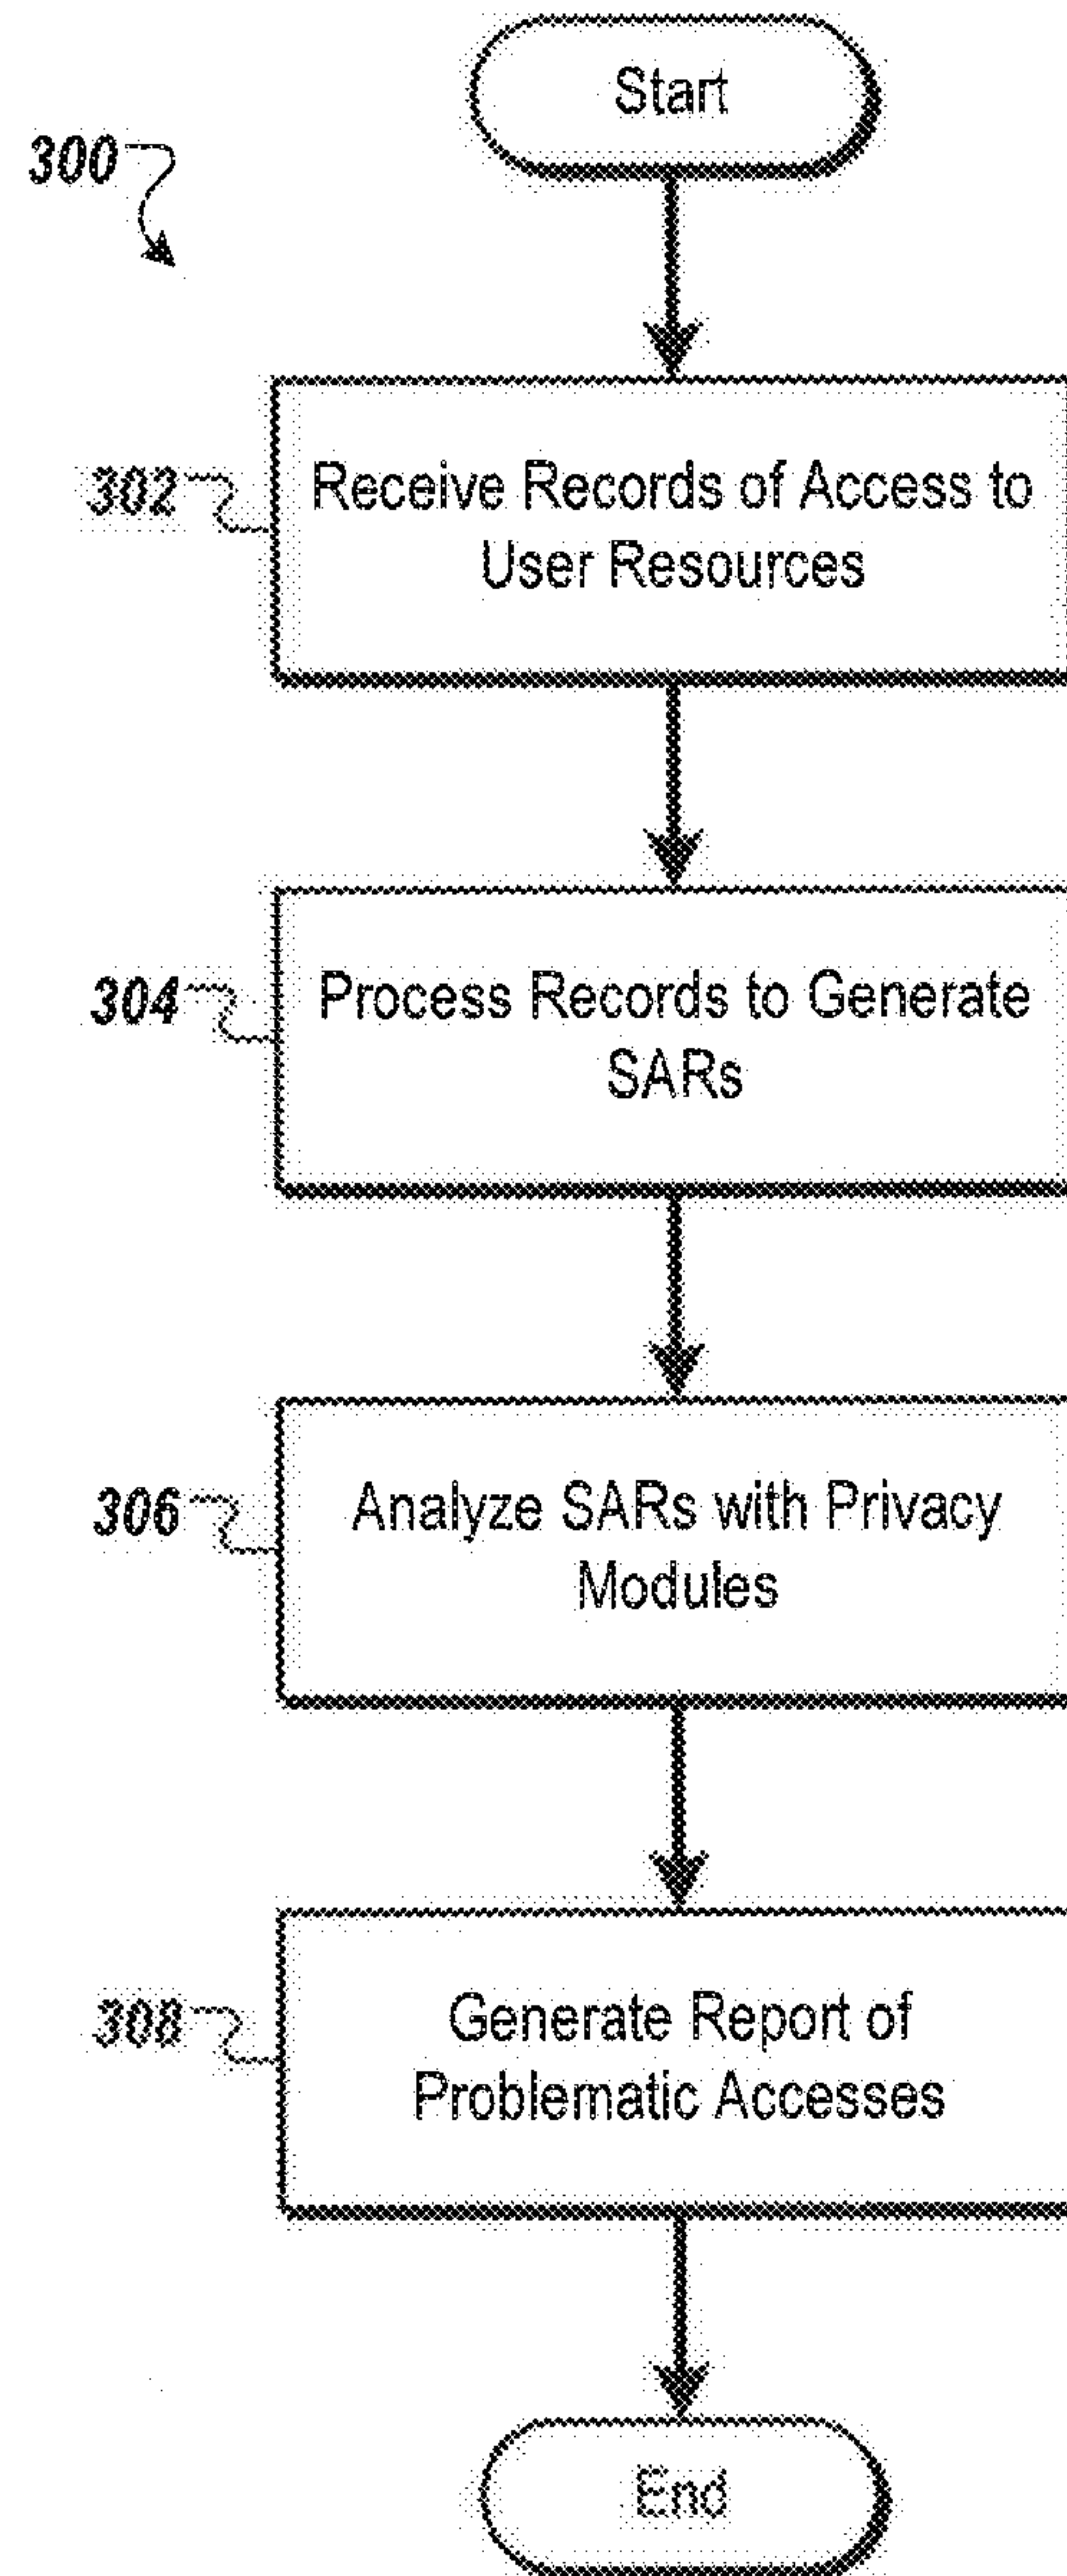 Start
300
302
Receive Records of Access to
User Resources
304
Process Records to Generate
SARs
306
Analyze SARs with Privacy
Modules
308
Generate Report of
Problematic Accesses
End